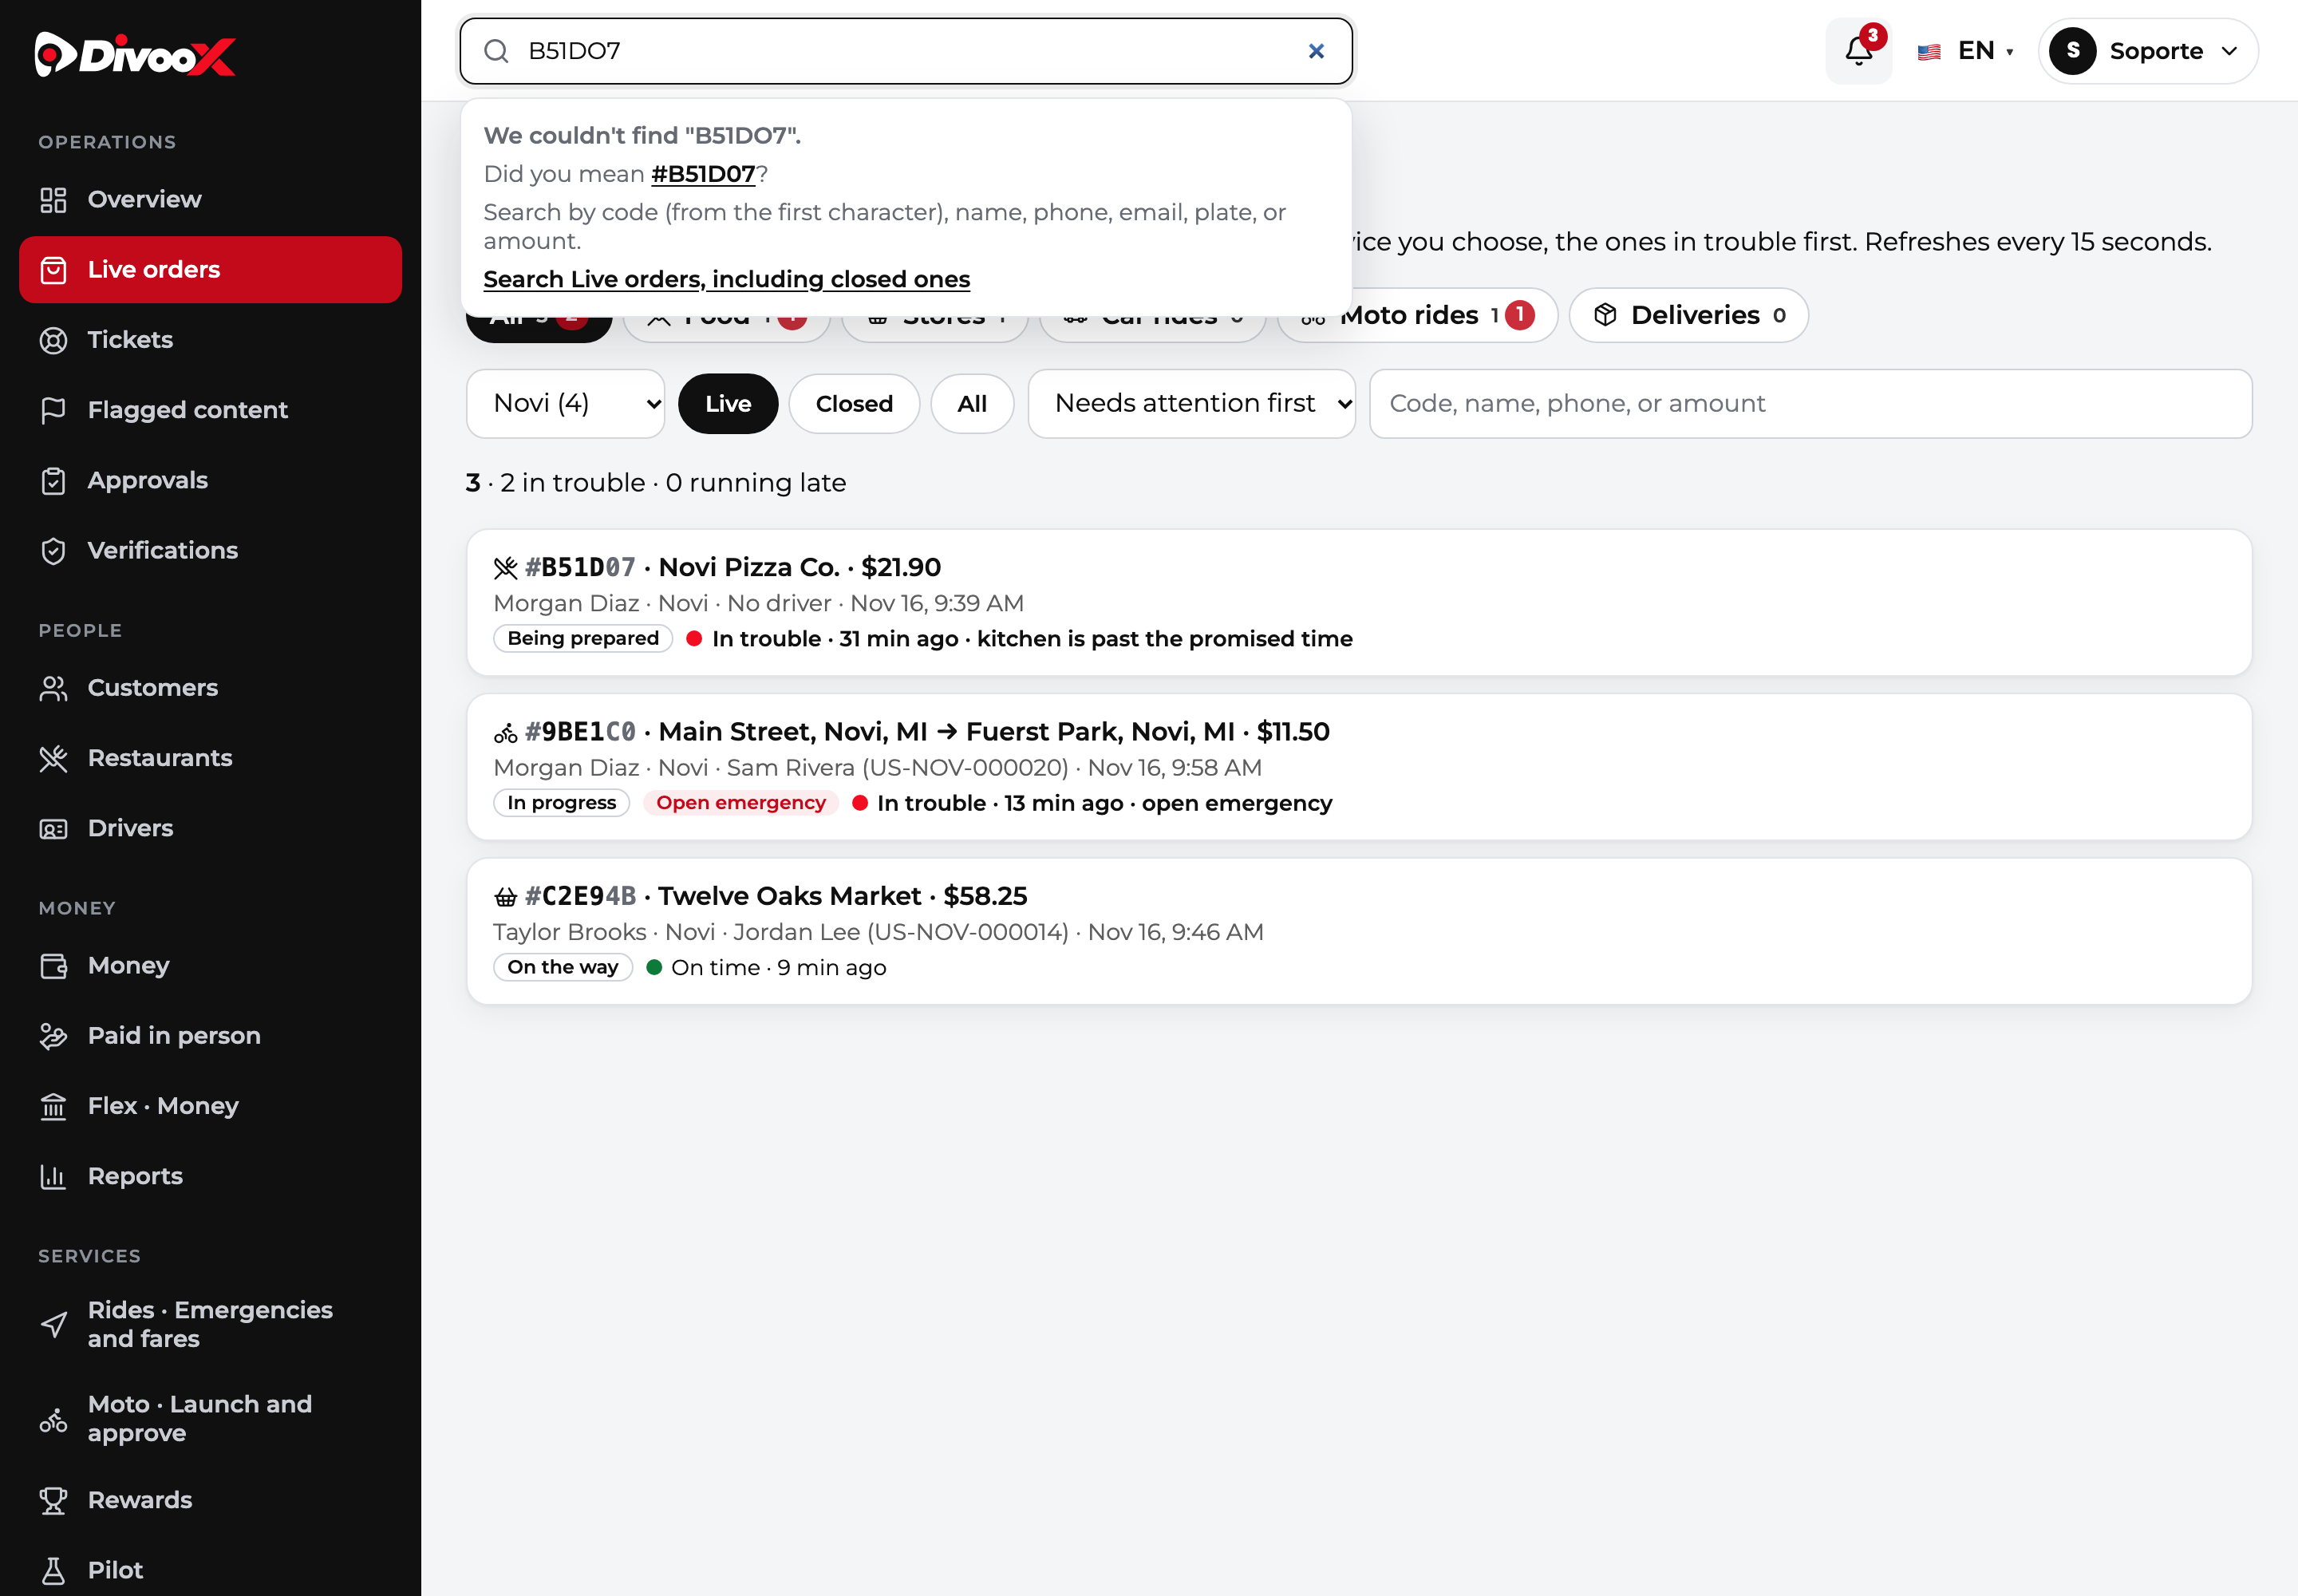 DivooX
B51DO7
3
EN
S
Soporte
OPERATIONS
Overview
Live orders
Tickets
Flagged content
Approvals
Verifications
PEOPLE
Customers
Restaurants
Drivers
MONEY
Money
Paid in person
Flex · Money
Reports
SERVICES
Rides · Emergencies
and fares
Moto · Launch and
approve
Rewards
Pilot
We couldn't find "B51DO7".
Did you mean #B51D07?
Search by code (from the first character), name, phone, email, plate, or
amount.
Search Live orders, including closed ones
you choose, the ones in trouble first. Refreshes every 15 seconds.
All
Food
Stores
Car rides
Moto rides 1 1
Deliveries 0
Novi (4)
Live
Closed
All
Needs attention first
Code, name, phone, or amount
3 · 2 in trouble · 0 running late
#B51D07 · Novi Pizza Co. · $21.90
Morgan Diaz · Novi · No driver · Nov 16, 9:39 AM
Being prepared In trouble · 31 min ago · kitchen is past the promised time
#9BE1C0 · Main Street, Novi, MI → Fuerst Park, Novi, MI · $11.50
Morgan Diaz · Novi · Sam Rivera (US-NOV-000020) · Nov 16, 9:58 AM
In progress Open emergency In trouble · 13 min ago · open emergency
#C2E94B · Twelve Oaks Market · $58.25
Taylor Brooks · Novi · Jordan Lee (US-NOV-000014) · Nov 16, 9:46 AM
On the way On time · 9 min ago